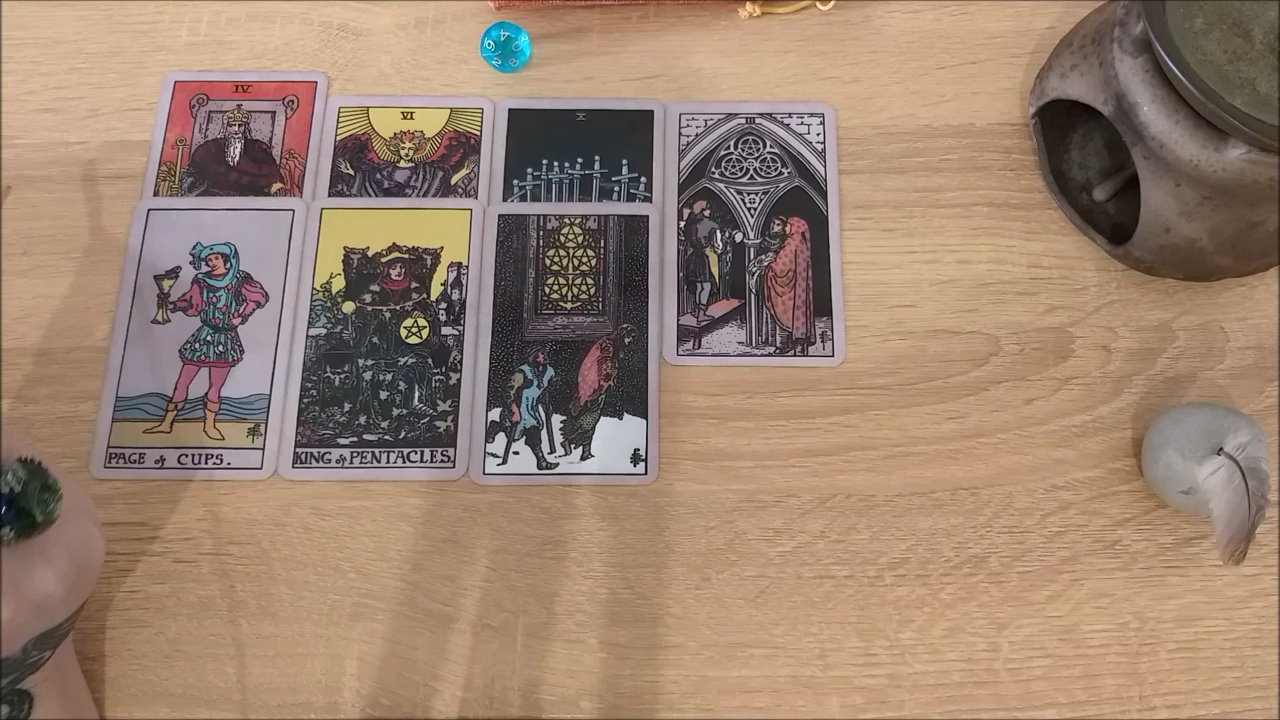 IV
VI
X
PAGE of CUPS.
KING of PENTACLES.